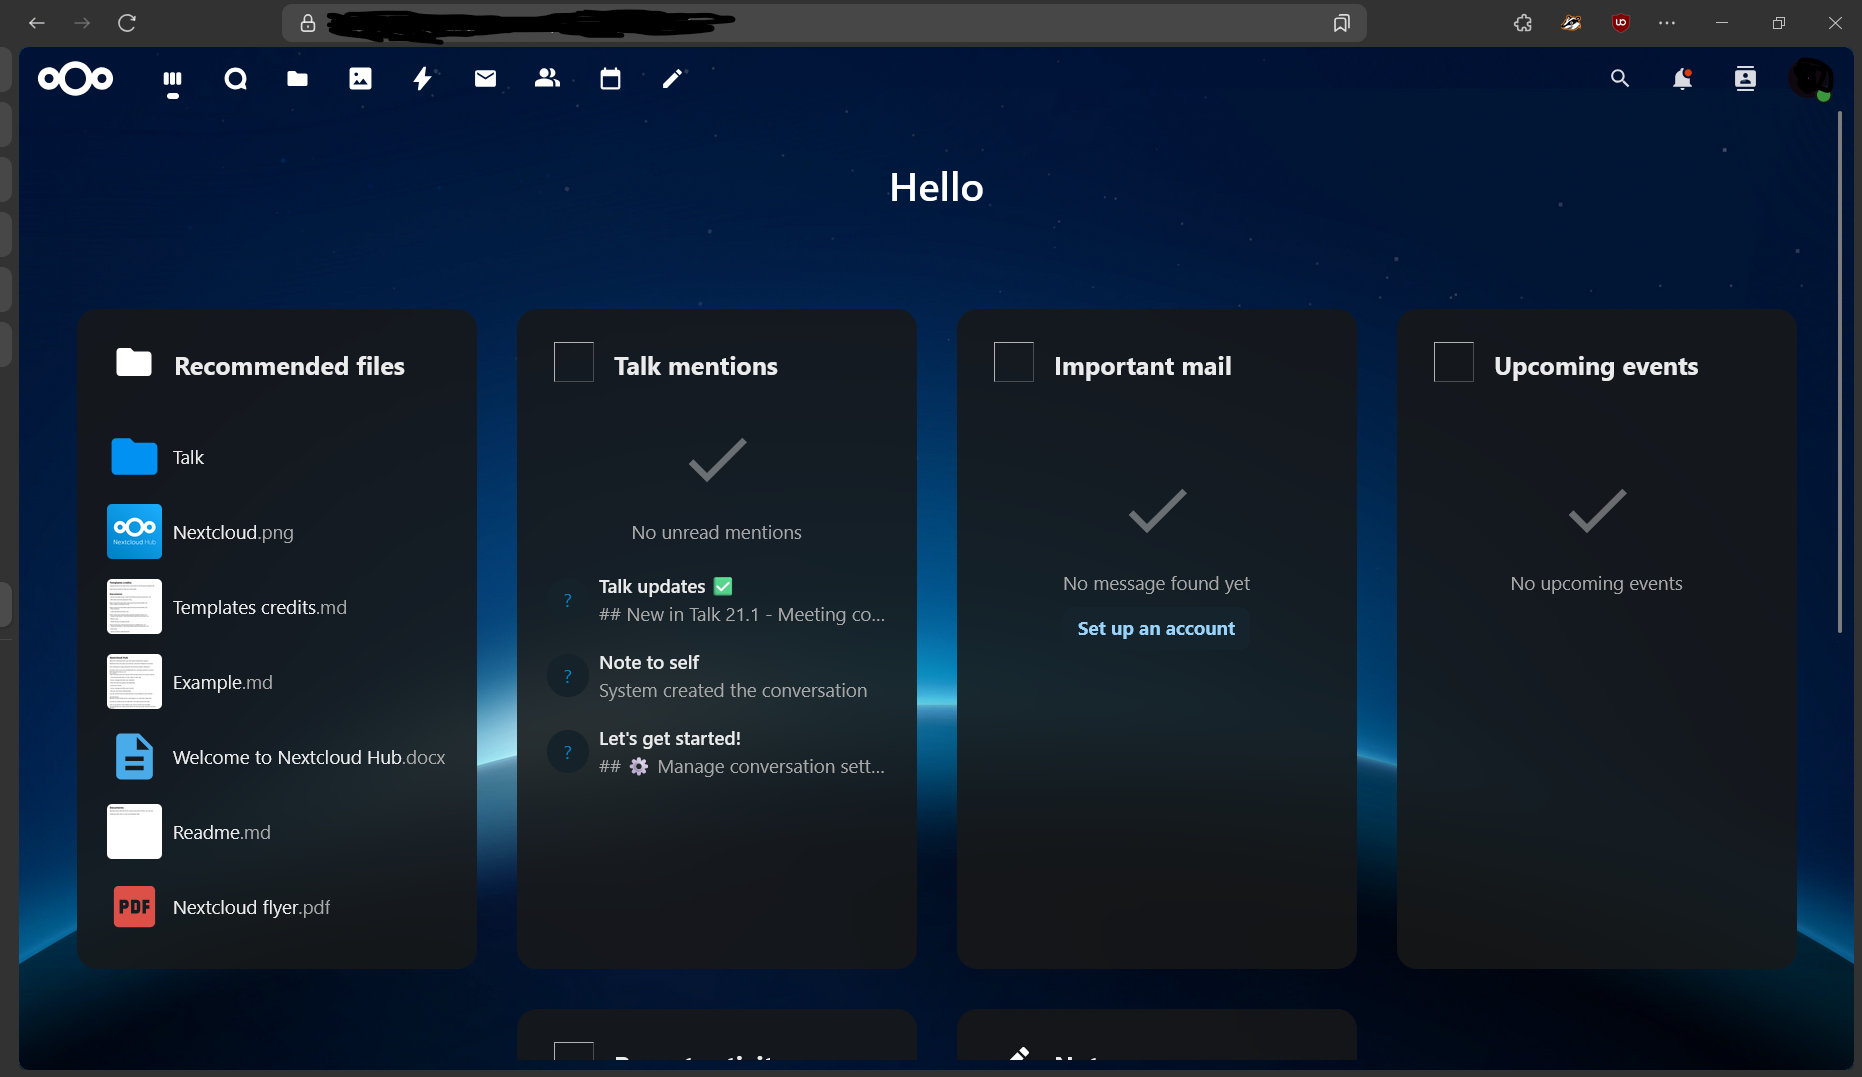 Hello
Recommended files
Talk
Nextcloud.png
Nextcloud Hub
Templates credits.md
Example.md
Welcome to Nextcloud Hub.docx
Readme.md
PDF
Nextcloud flyer.pdf
Talk mentions
No unread mentions
?
Talk updates ✅
## New in Talk 21.1 - Meeting co...
?
Note to self
System created the conversation
?
Let's get started!
## ⚙️ Manage conversation sett...
Important mail
No message found yet
Set up an account
Upcoming events
No upcoming events